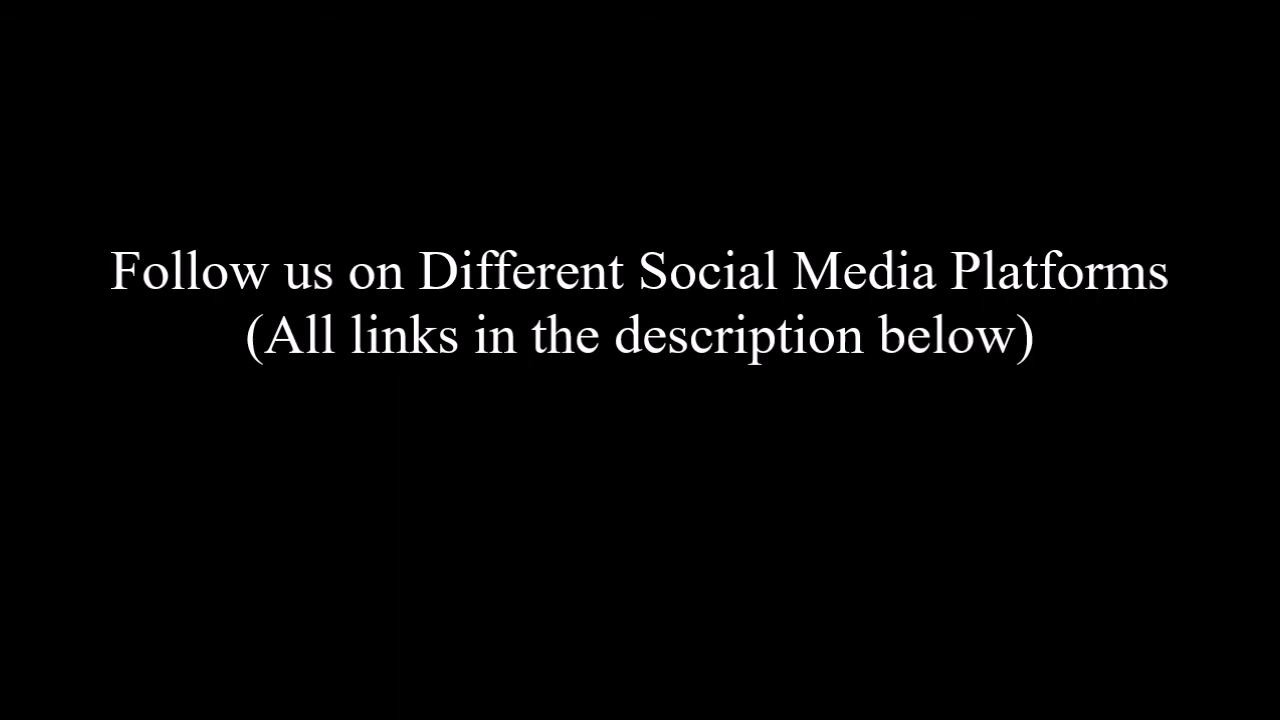 Follow us on Different Social Media Platforms
(All links in the description below)